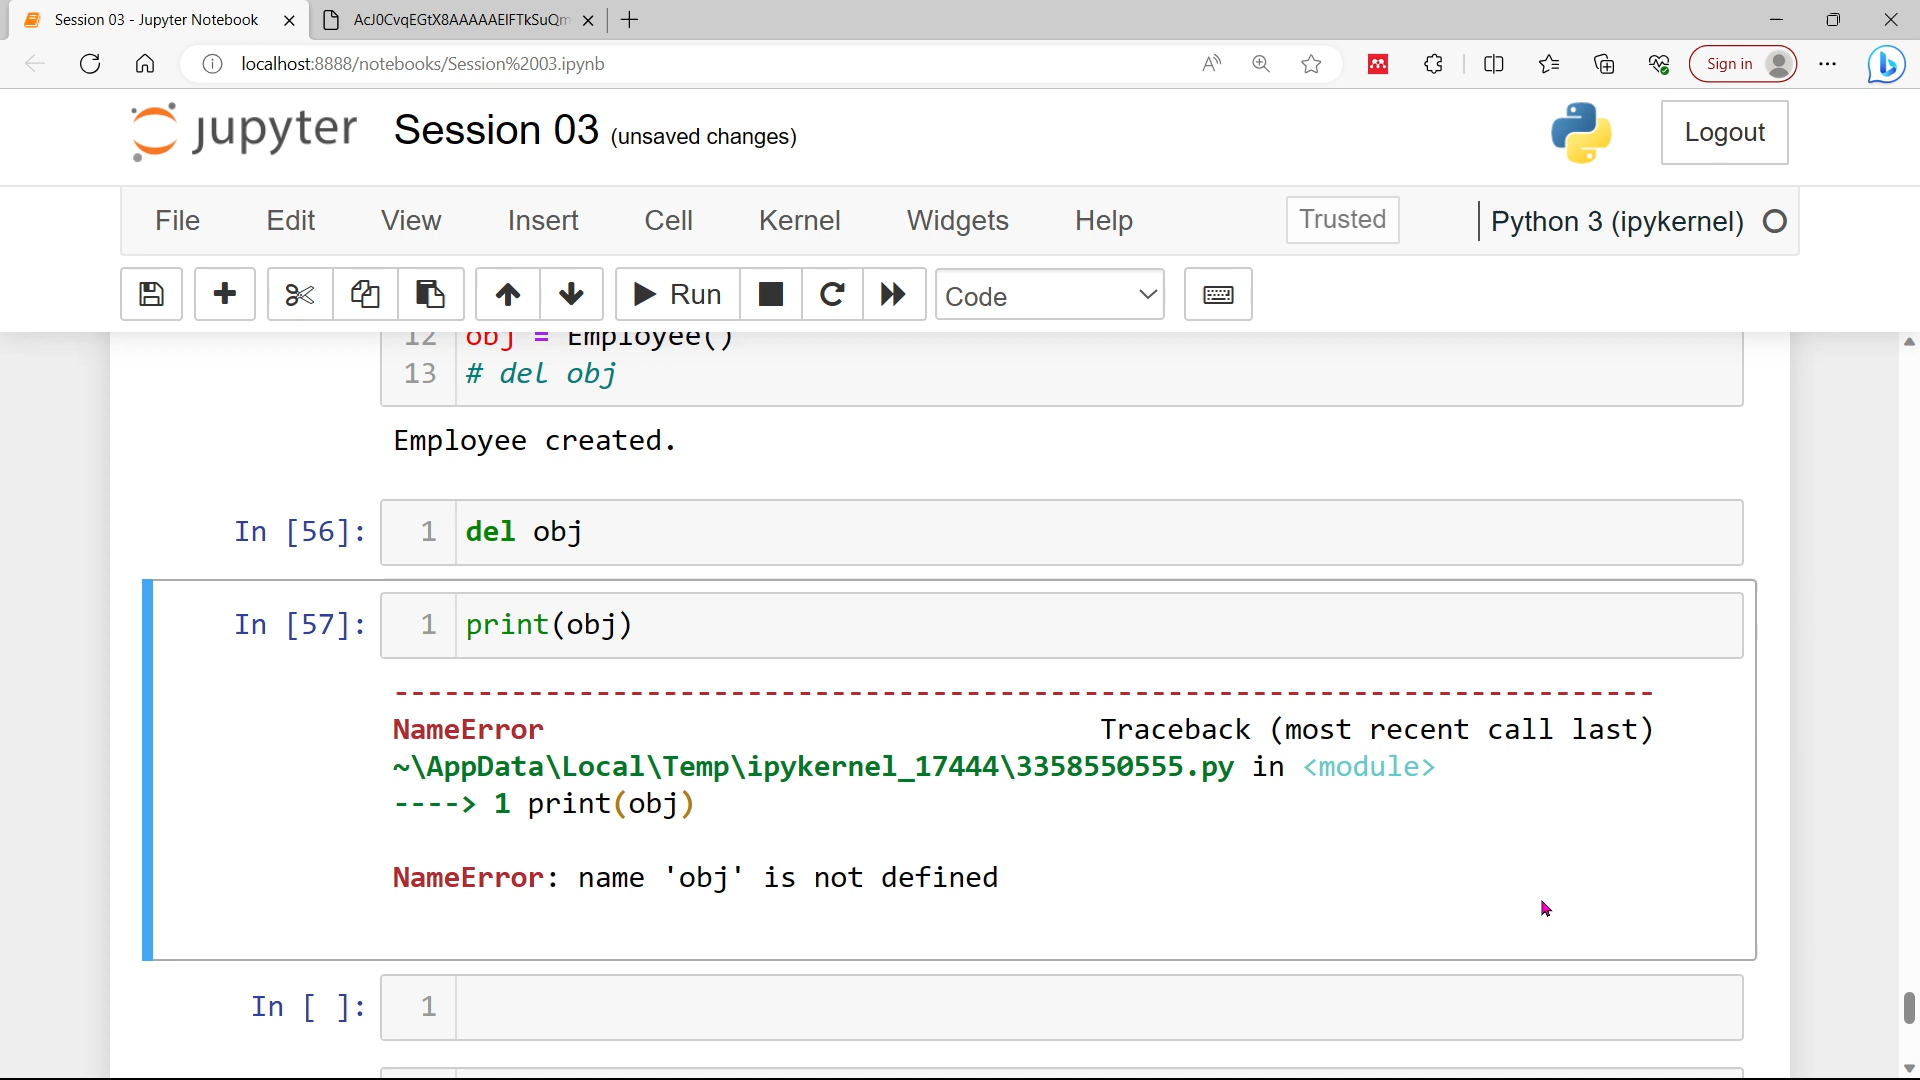 Session 03 - Jupyter Notebook
AcJ0CvqEGtX8AAAAAElFTkSuQm
localhost:8888/notebooks/Session%2003.ipynb
Sign in
jupyter Session 03 (unsaved changes)
Logout
File Edit View Insert Cell Kernel Widgets Help
Trusted
Python 3 (ipykernel)
Run
Code
12 obj = Employee()
13 # del obj
Employee created.
In [56]: 1 del obj
In [57]: 1 print(obj)
---------------------------------------------------------------------------
NameError Traceback (most recent call last)
~\AppData\Local\Temp\ipykernel_17444\3358550555.py in <module>
----> 1 print(obj)
NameError: name 'obj' is not defined
In [ ]: 1